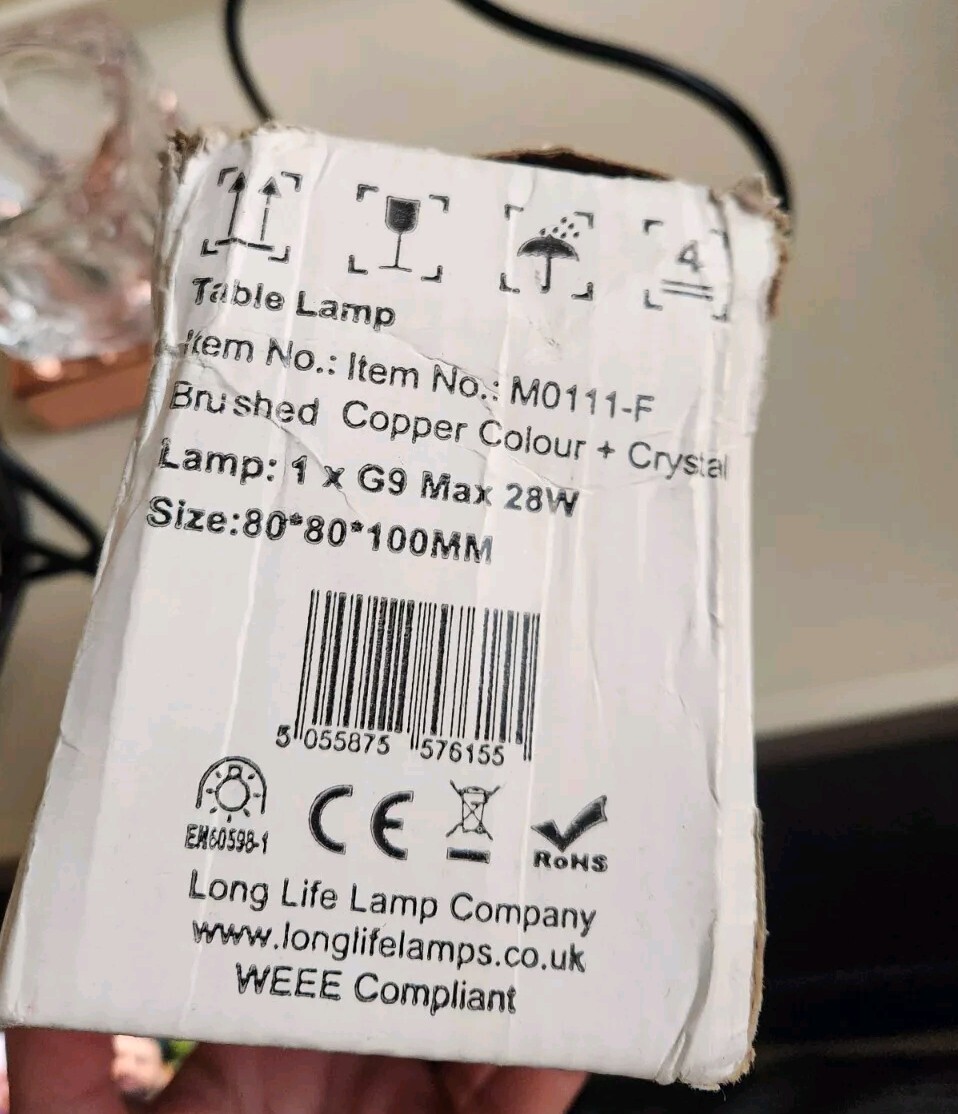 4
Table Lamp
Item No.: Item No.: M0111-F
Brushed Copper Colour + Crystal
Lamp: 1 x G9 Max 28W
Size:80*80*100MM
5 055875 576155
EN60598-1
CE
RoHS
Long Life Lamp Company
www.longlifelamps.co.uk
WEEE Compliant